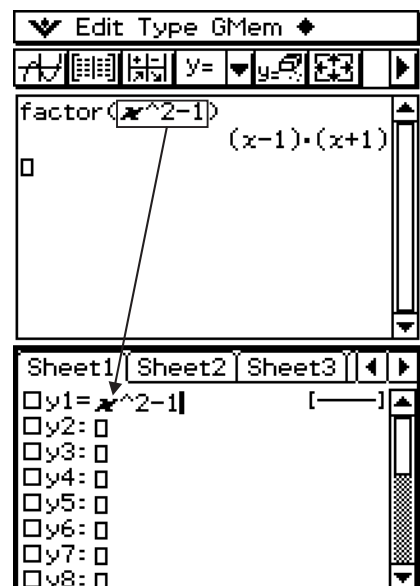 Edit Type GMem
y=
factor(x^2-1)
(x-1)·(x+1)
Sheet1 Sheet2 Sheet3
y1=x^2-1 [—]
y2:
y3:
y4:
y5:
y6:
y7:
y8: